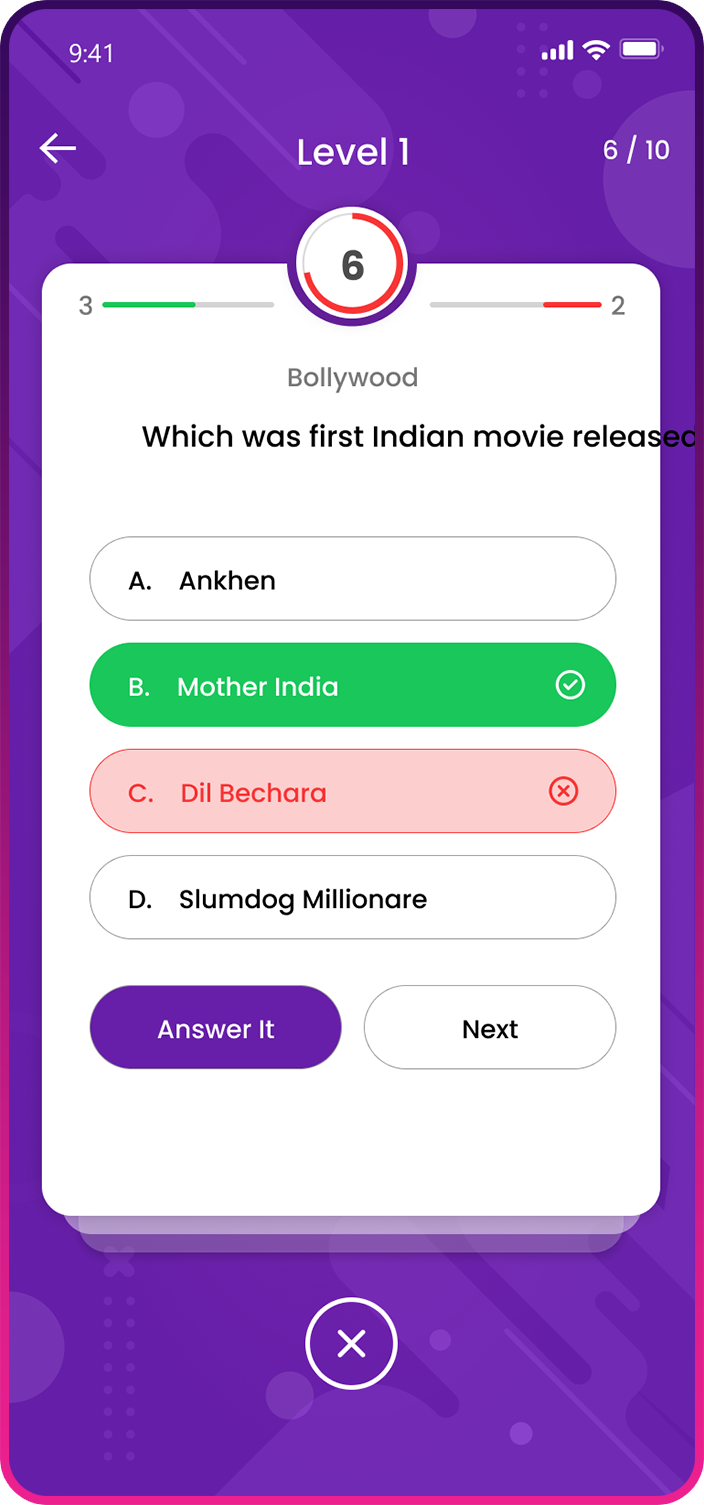 9:41
Level 1
6 / 10
6
3
2
Bollywood
Which was first Indian movie released
A. Ankhen
B. Mother India
C. Dil Bechara
D. Slumdog Millionare
Answer It
Next